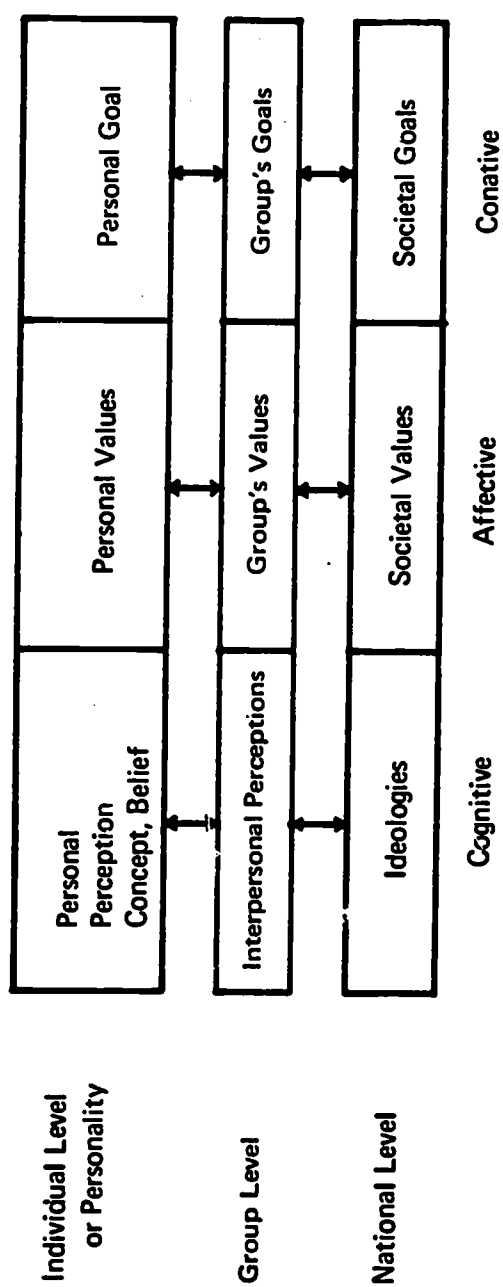 Individual Level
or Personality
Personal
Perception
Concept, Belief
Personal Values
Personal Goal
Group Level
Interpersonal Perceptions
Group's Values
Group's Goals
National Level
Ideologies
Societal Values
Societal Goals
Cognitive
Affective
Conative